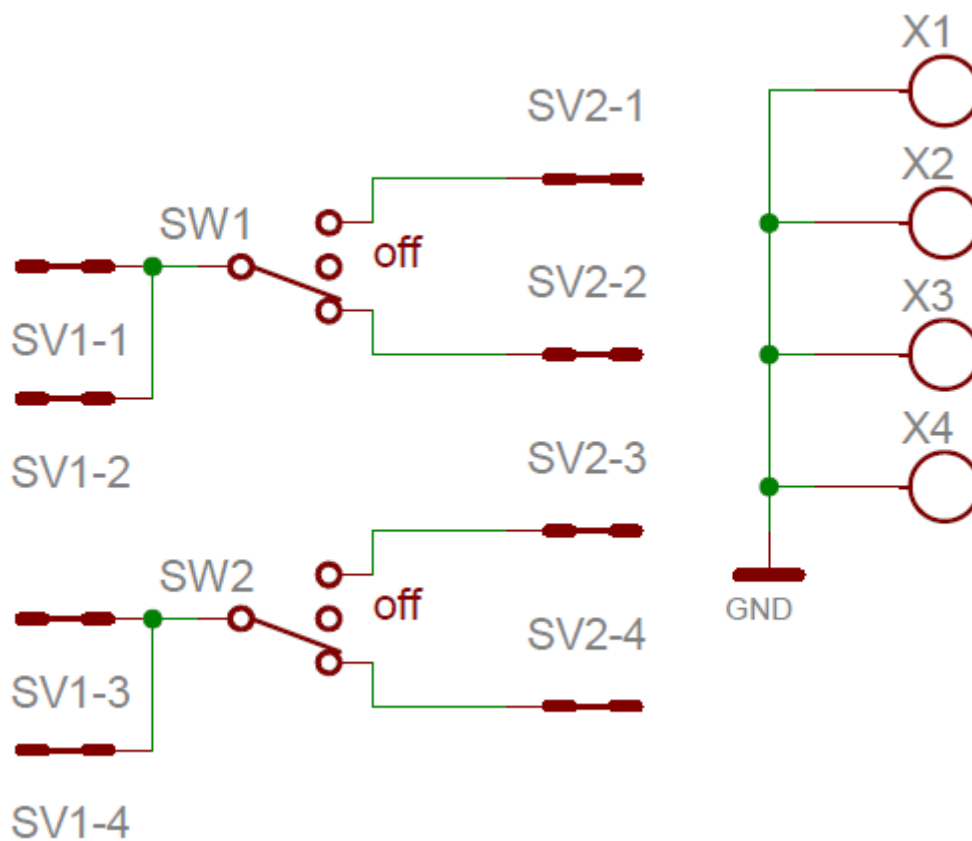 X1
SV2-1
X2
SW1
off
SV2-2
X3
SV1-1
X4
SV2-3
SV1-2
SW2
off
GND
SV2-4
SV1-3
SV1-4